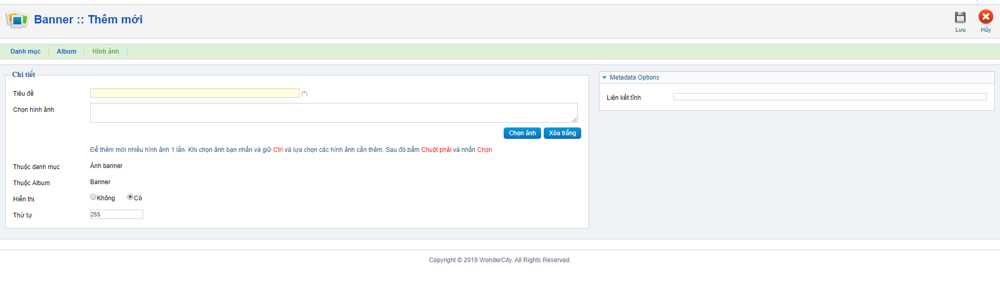 Banner :: Thêm mới
Lưu
Hủy
Danh mục
Album
Hình ảnh
Chi tiết
Tiêu đề
(*)
Chọn hình ảnh
Chọn ảnh
Xóa trắng
Để thêm mới nhiều hình ảnh 1 lần. Khi chọn ảnh bạn nhấn và giữ Ctrl và lựa chọn các hình ảnh cần thêm. Sau đó bấm Chuột phải và nhấn Chọn
Thuộc danh mục
Ảnh banner
Thuộc Album
Banner
Hiển thị
Không
Có
Thứ tự
255
Metadata Options
Liên kết tĩnh
Copyright © 2019 WonderCity. All Rights Reserved.